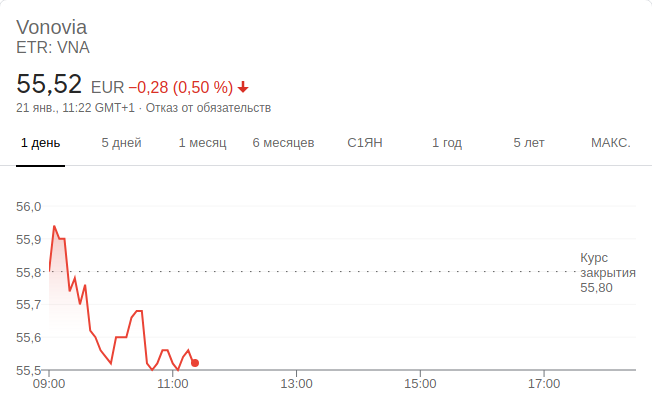 Vonovia
ETR: VNA
55,52 EUR −0,28 (0,50 %)
21 янв., 11:22 GMT+1 · Отказ от обязательств
1 день 5 дней 1 месяц 6 месяцев С1ЯН 1 год 5 лет МАКС.
56,0
55,9
55,8
55,7
55,6
55,5
Курс
закрытия
55,80
09:00 11:00 13:00 15:00 17:00